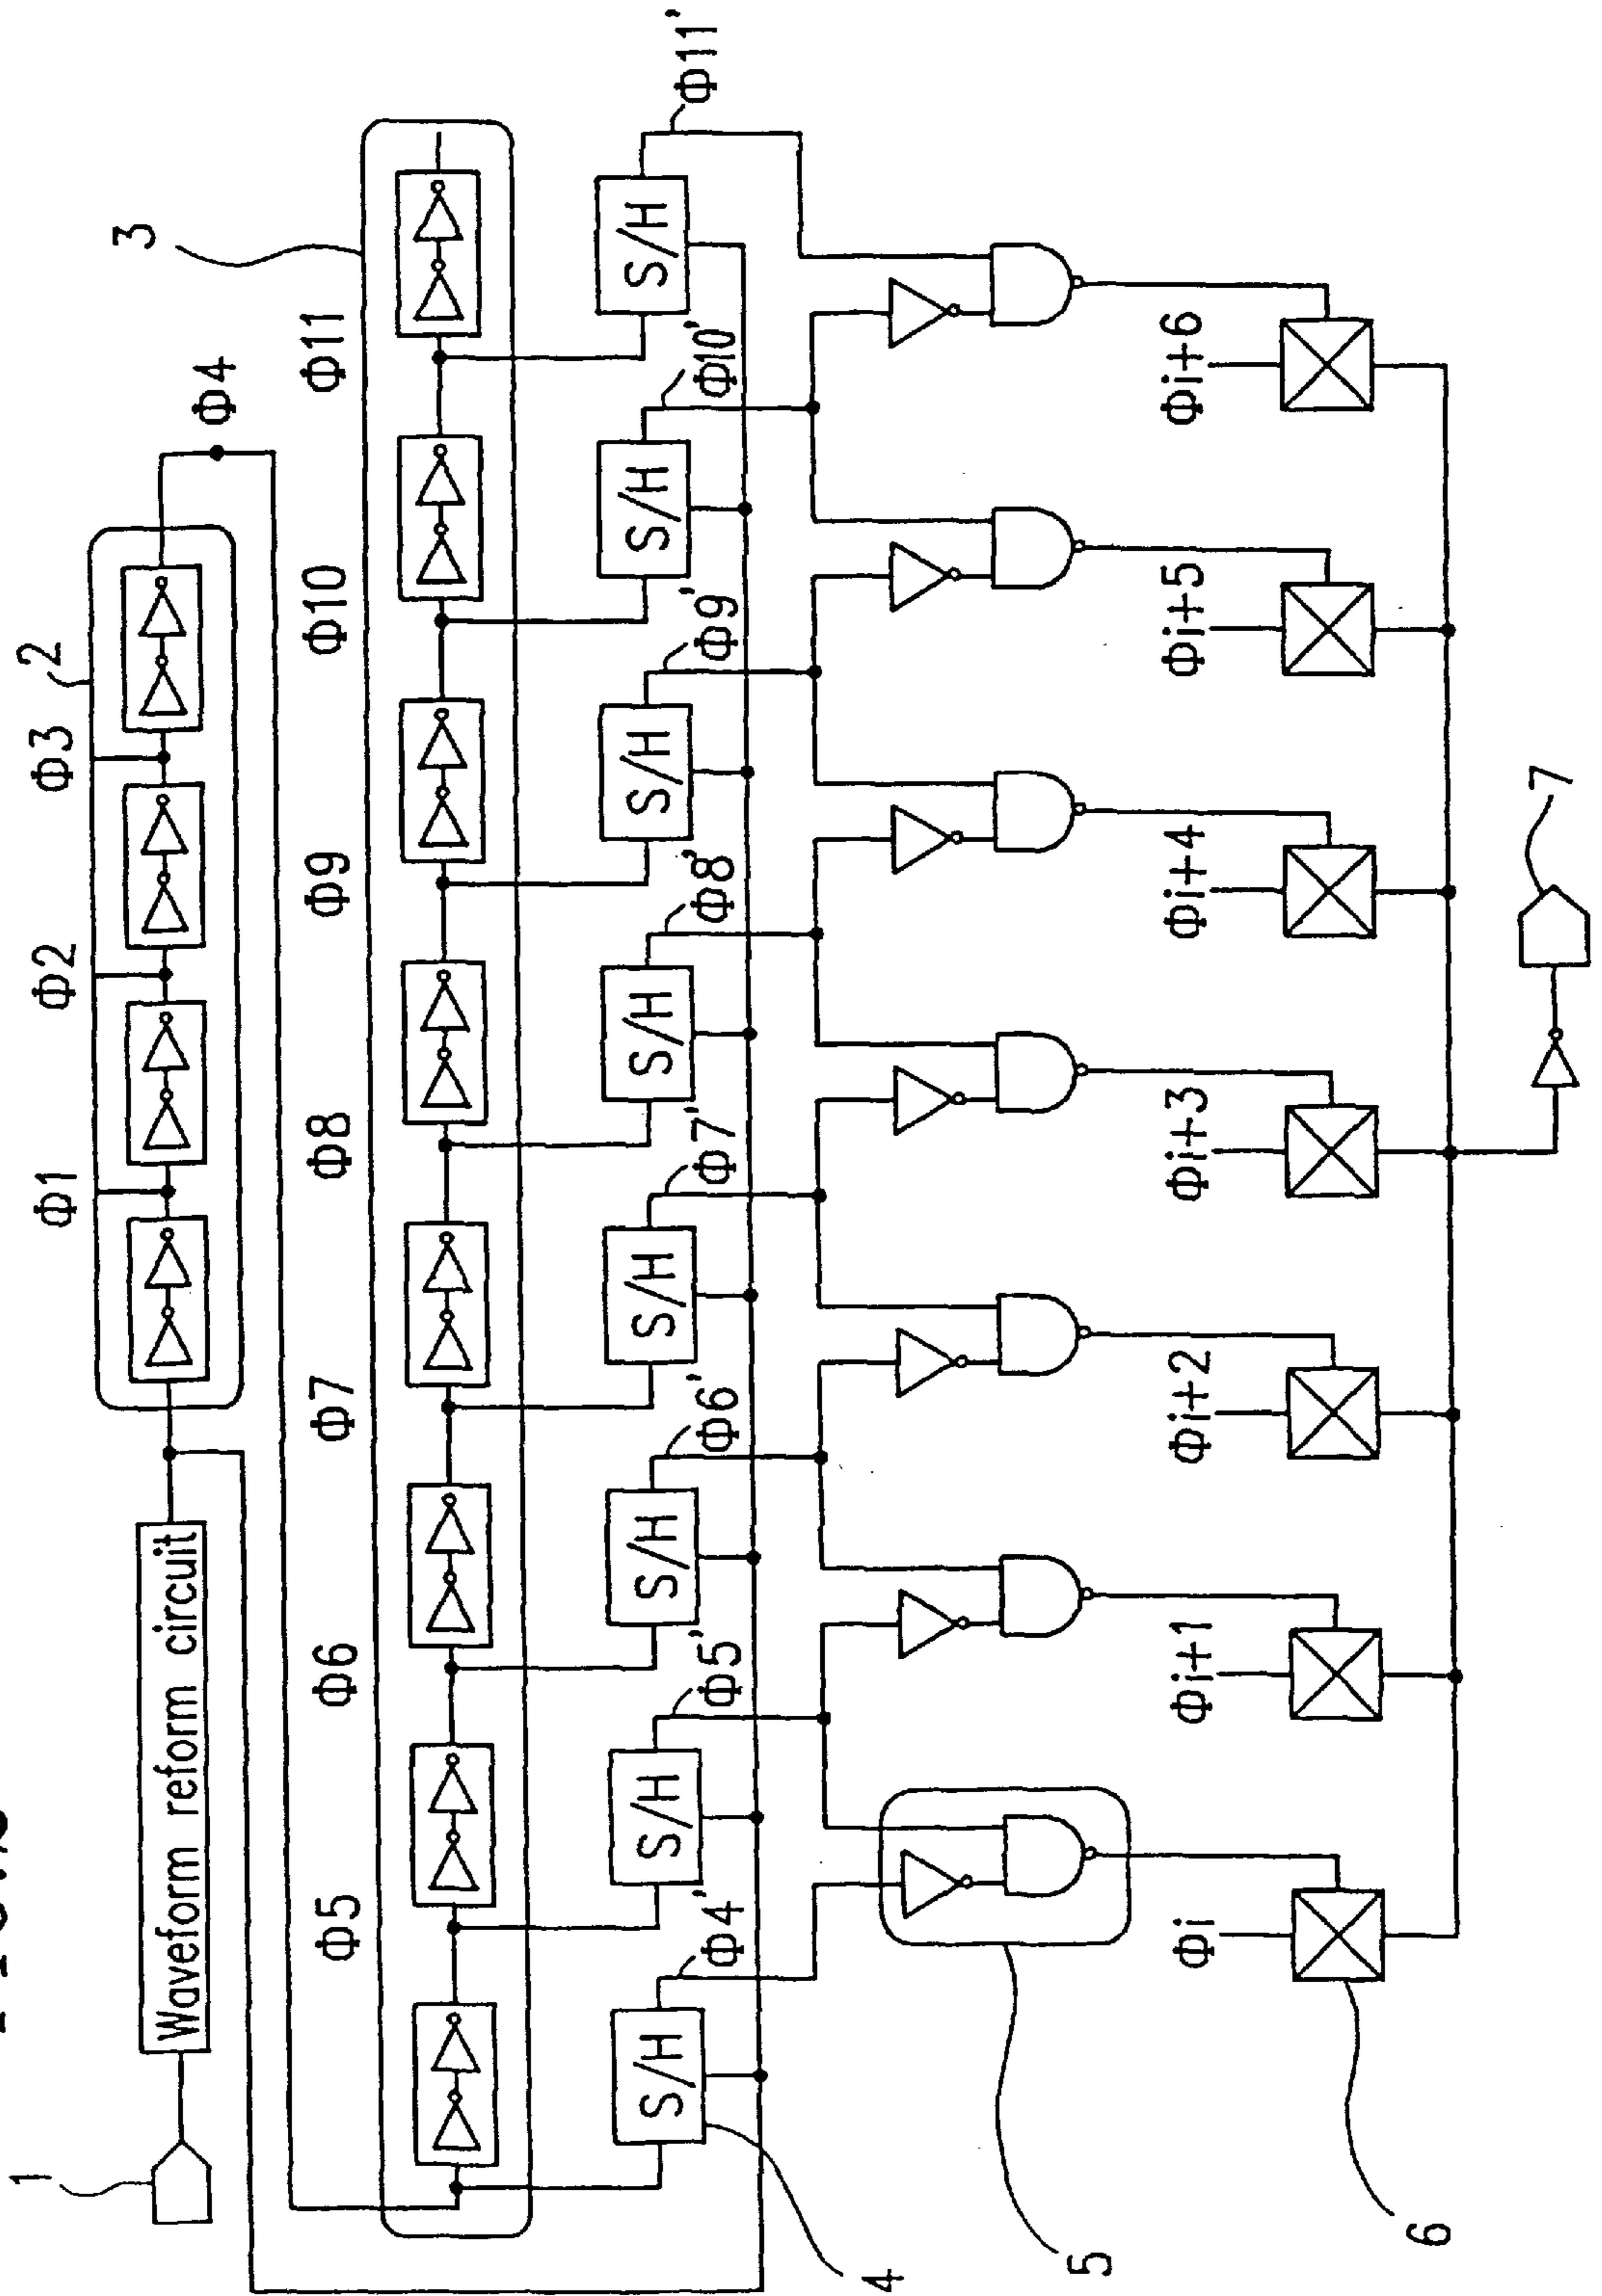 1
Waveform reform circuit
Φ1
Φ2
Φ3
2
Φ4
3
Φ5
Φ6
Φ7
Φ8
Φ9
Φ10
Φ11
S/H
S/H
S/H
S/H
S/H
S/H
S/H
S/H
4
Φ4'
Φ5'
Φ6'
Φ7'
Φ8'
Φ9'
Φ10'
Φ11'
5
Φi
Φi+1
Φi+2
Φi+3
Φi+4
Φi+5
Φi+6
6
7